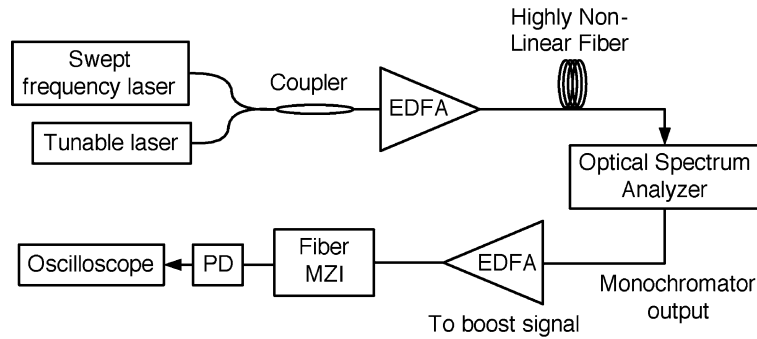 Swept
frequency laser
Tunable laser
Coupler
EDFA
Highly Non-
Linear Fiber
Optical Spectrum
Analyzer
Monochromator
output
EDFA
To boost signal
Fiber
MZI
PD
Oscilloscope